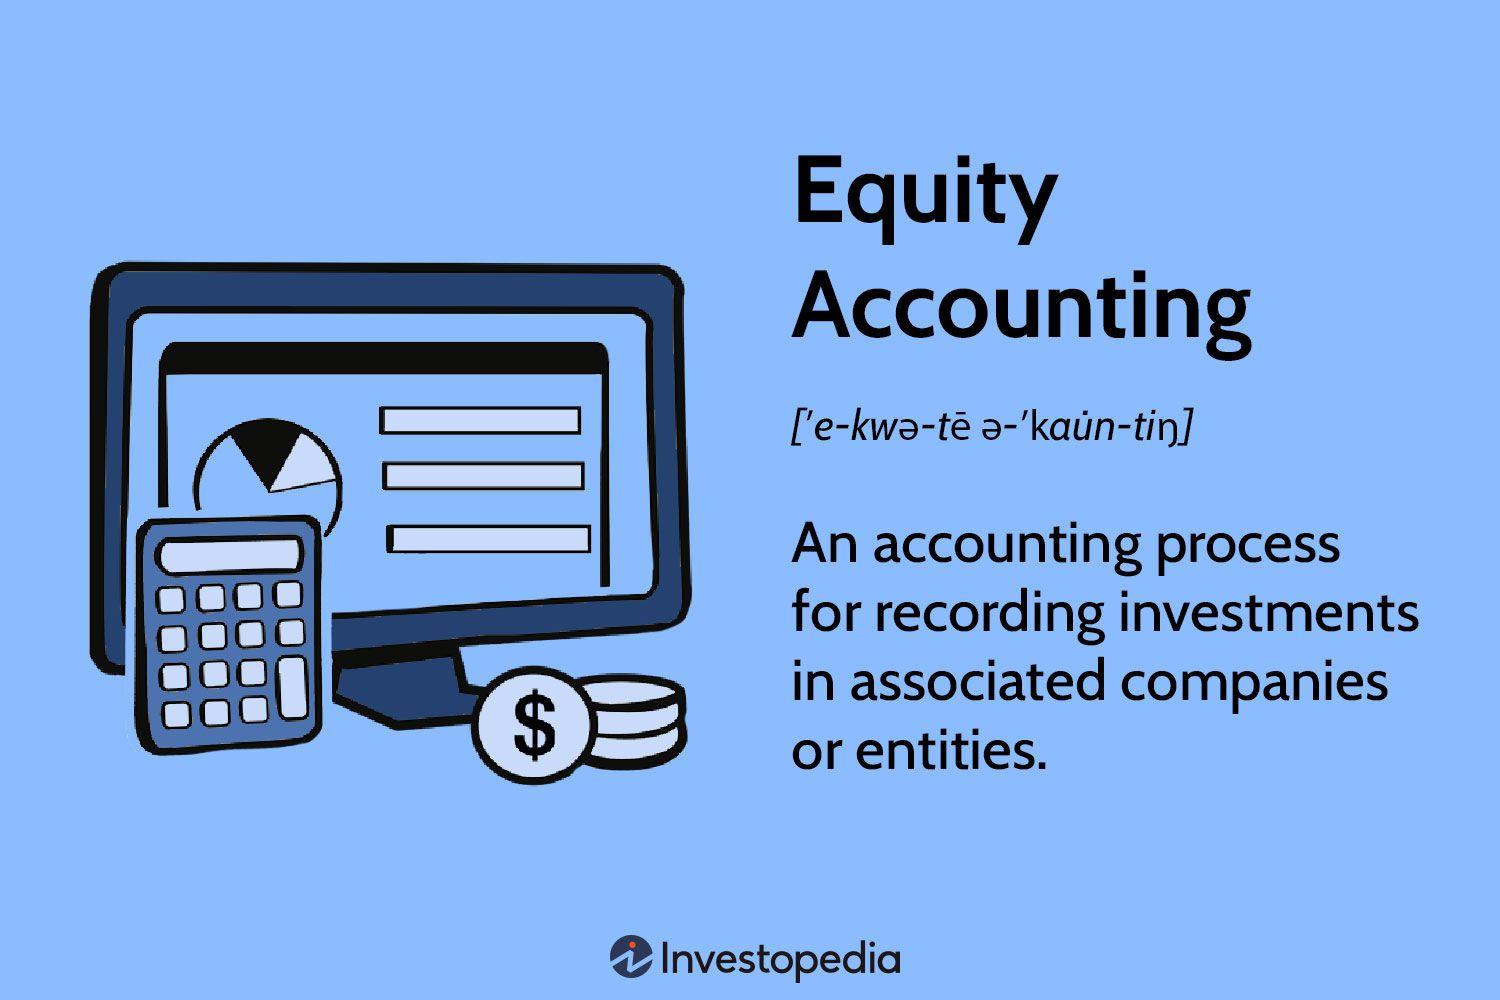 Equity
Accounting
[ˈe-kwə-tē ə-ˈkau̇n-tiŋ]
An accounting process
for recording investments
in associated companies
or entities.
$
Investopedia